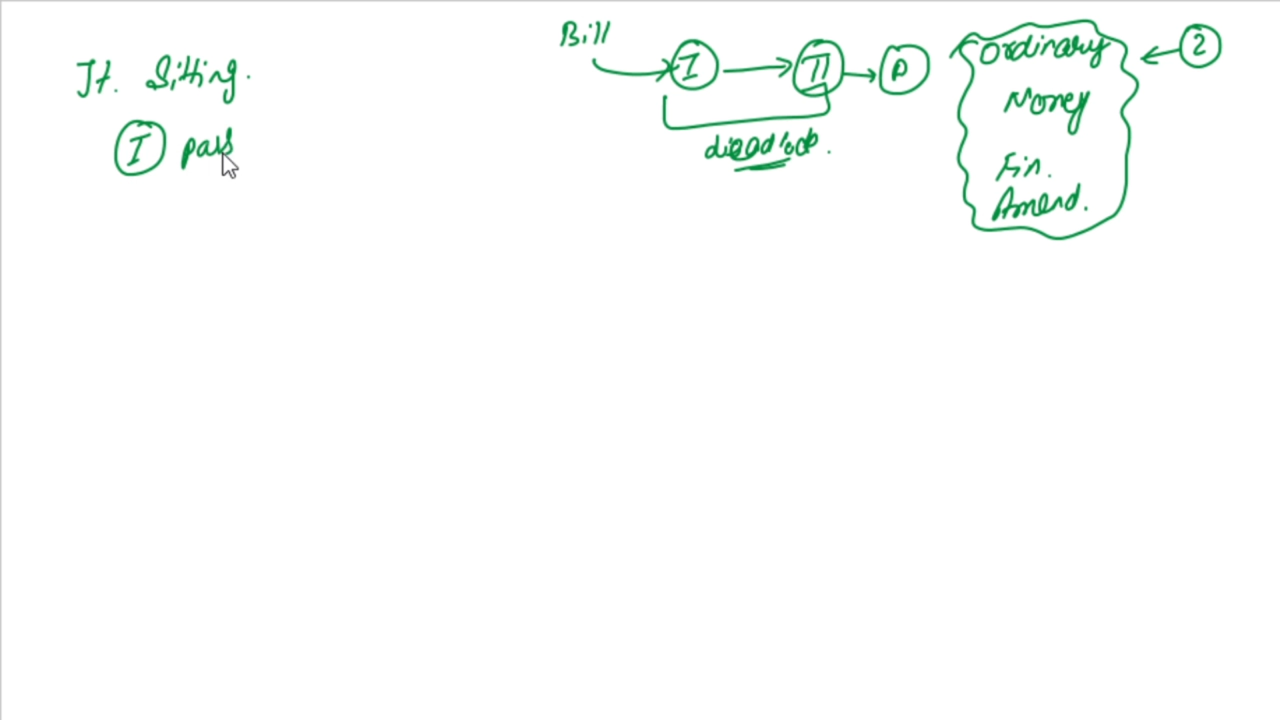 Jt. Sitting.
I pass
Bill
I II P
deadlock.
Ordinary 2
Money
Fin.
Amend.